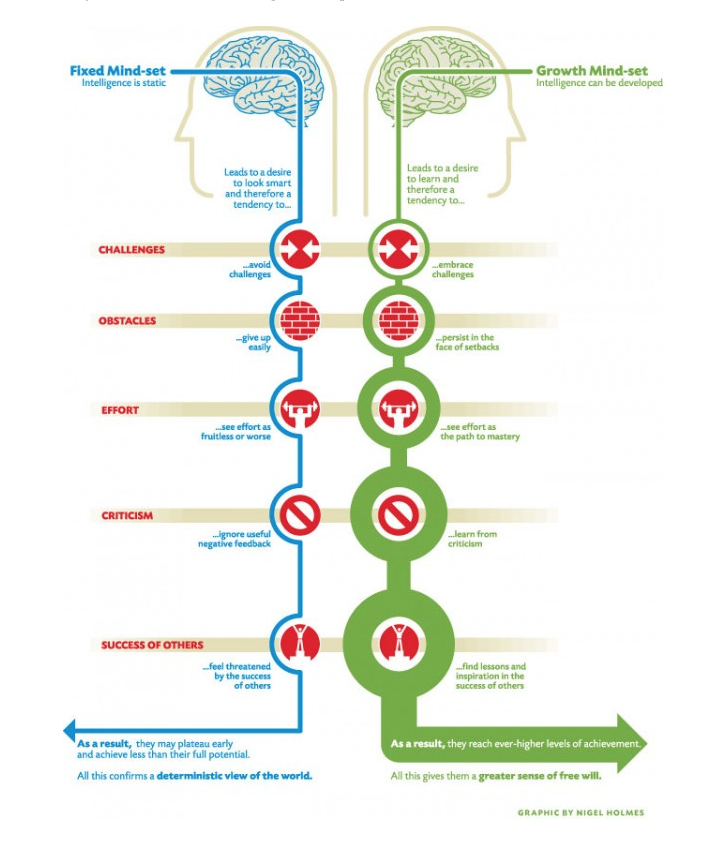 Fixed Mind-set
Intelligence is static
Growth Mind-set
Intelligence can be developed
Leads to a desire
to look smart
and therefore a
tendency to...
Leads to a desire
to learn and
therefore a
tendency to...
CHALLENGES
...avoid
challenges
...embrace
challenges
OBSTACLES
...give up
easily
...persist in the
face of setbacks
EFFORT
...see effort as
fruitless or worse
...see effort as
the path to mastery
CRITICISM
...ignore useful
negative feedback
...learn from
criticism
SUCCESS OF OTHERS
...feel threatened
by the success
of others
...find lessons and
inspiration in the
success of others
As a result, they may plateau early
and achieve less than their full potential.
All this confirms a deterministic view of the world.
As a result, they reach ever-higher levels of achievement.
All this gives them a greater sense of free will.
GRAPHIC BY NIGEL HOLMES